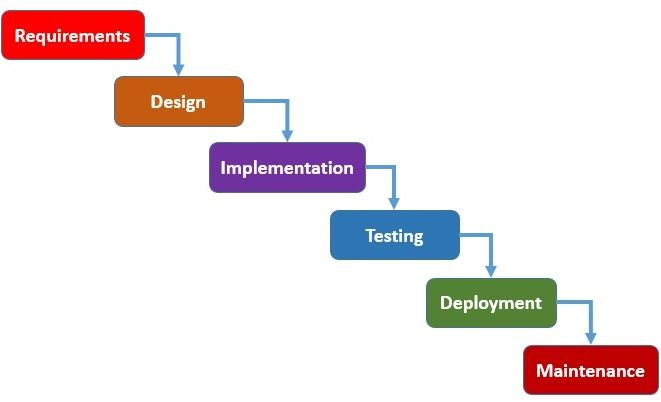 Requirements
Design
Implementation
Testing
Deployment
Maintenance